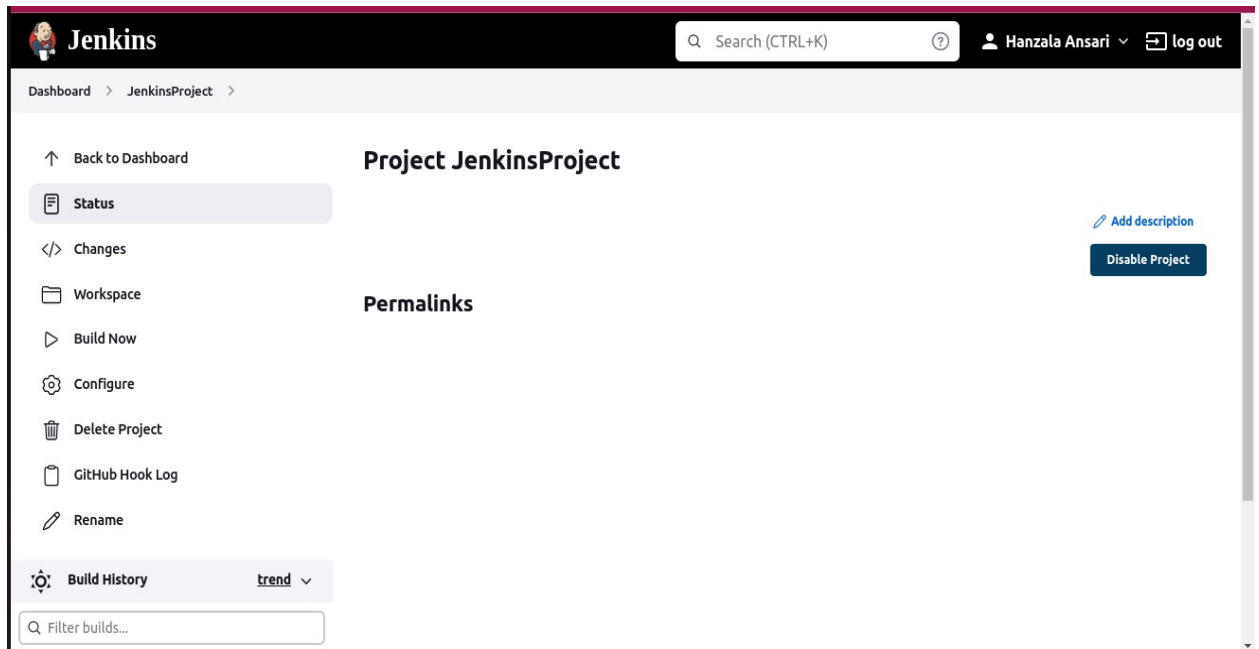 Jenkins
Search (CTRL+K)
Hanzala Ansari
log out
Dashboard > JenkinsProject >
Back to Dashboard
Status
Changes
Workspace
Build Now
Configure
Delete Project
GitHub Hook Log
Rename
Build History trend
Filter builds...
Project JenkinsProject
Add description
Disable Project
Permalinks